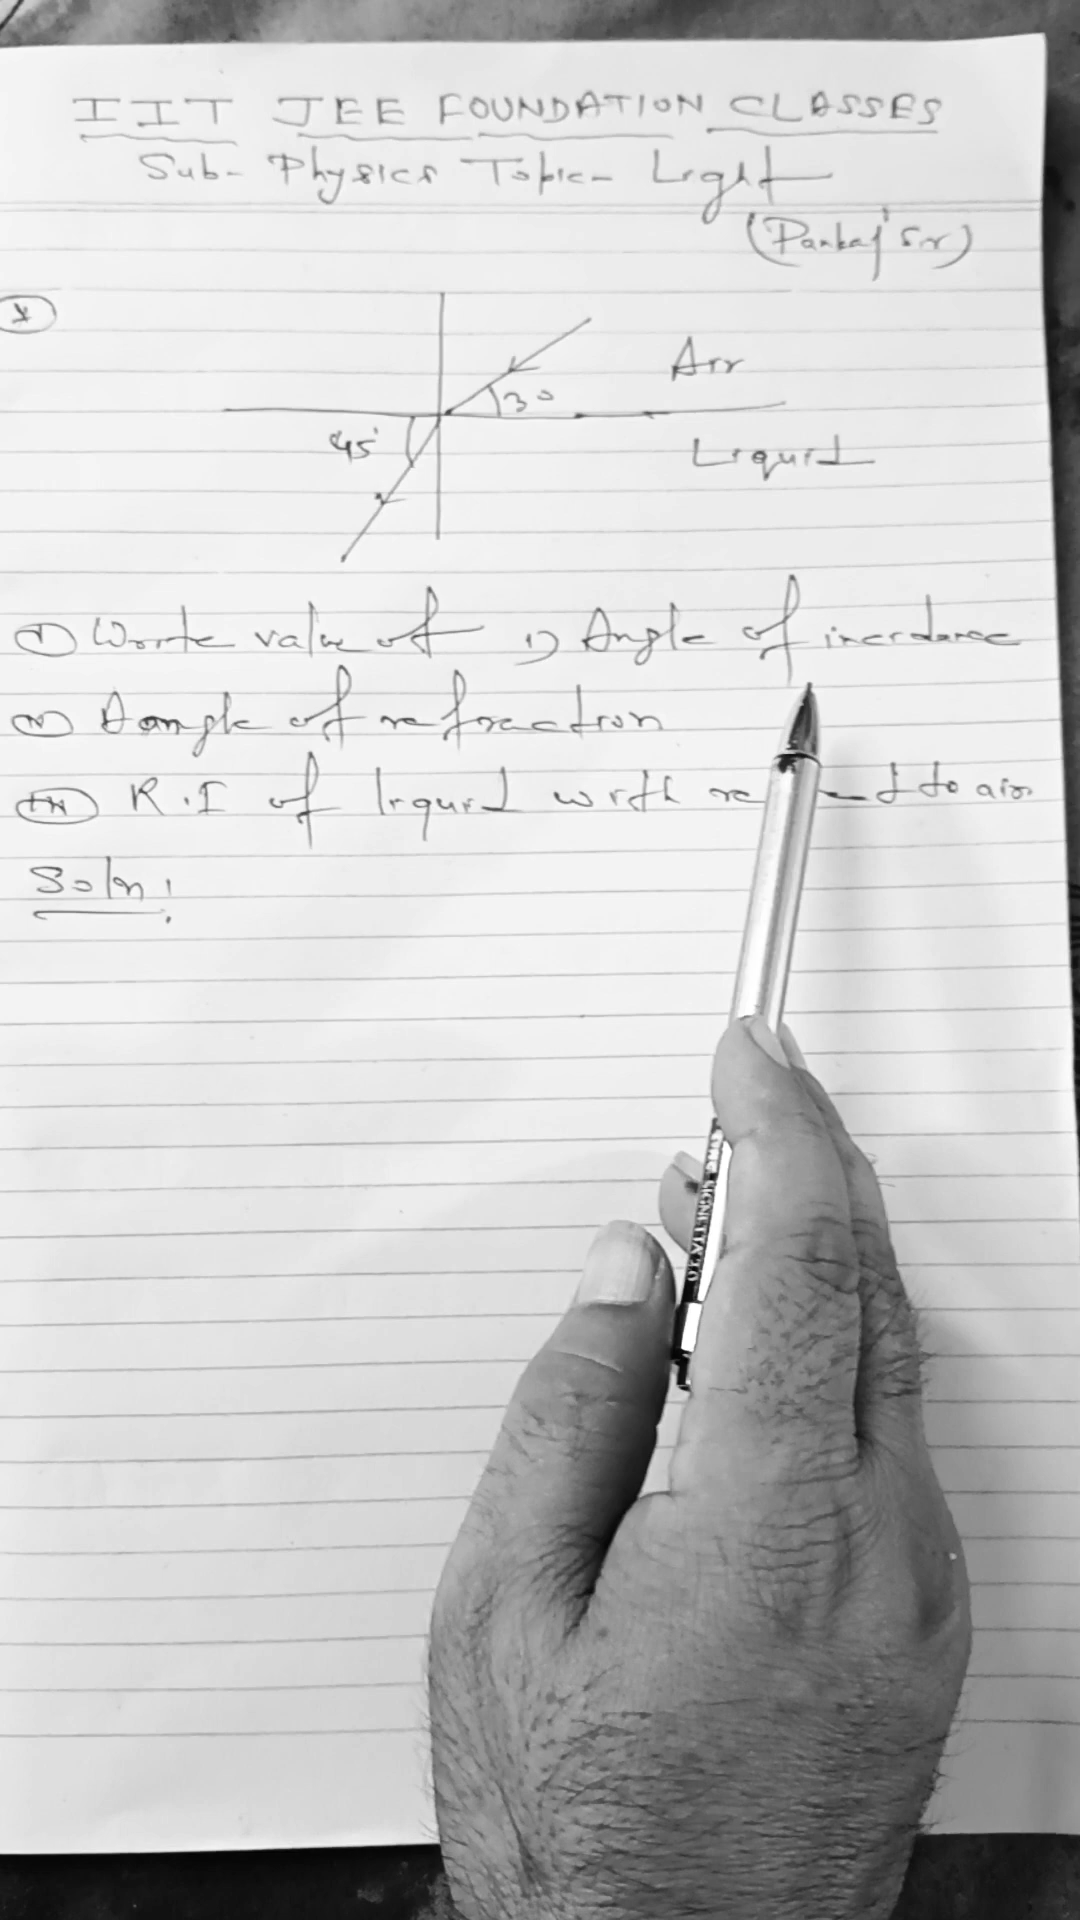 IIT JEE FOUNDATION CLASSES
Sub- Physics Topic- Light
(Pankaj Sir)
Air
30
45°
Liquid
I) Write value of i) Angle of incidence
ii) Aangle of refraction
iii) R.I of liquid with re t to air
Soln: